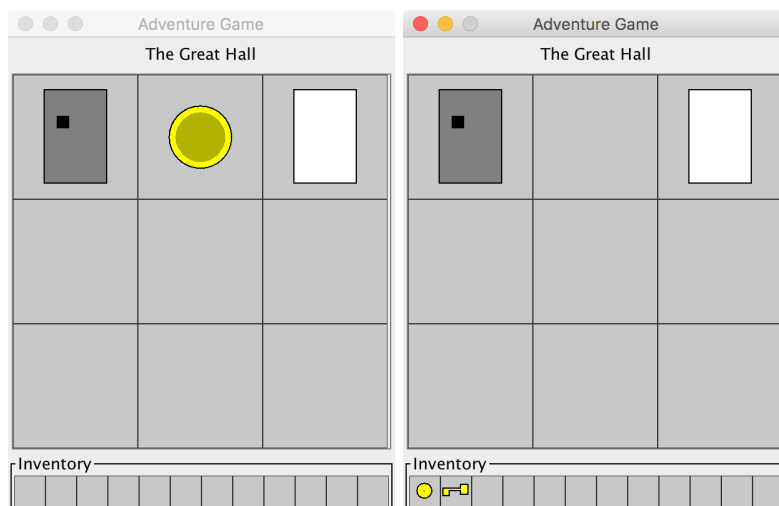 Adventure Game
The Great Hall
Inventory
Adventure Game
The Great Hall
Inventory